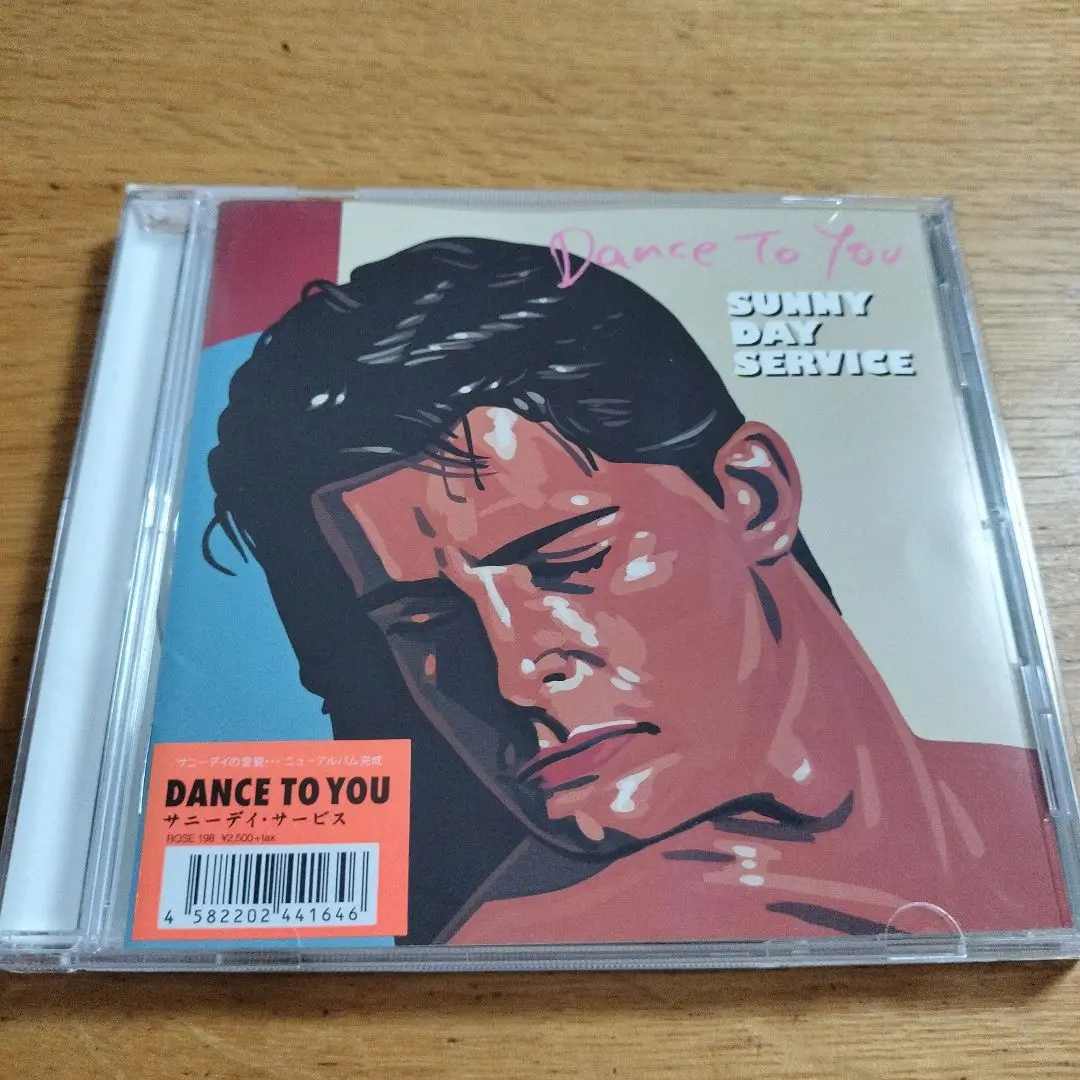 Dance To You
SUNNY
DAY
SERVICE
サニーデイの愛貌・・・ニューアルバム完成
DANCE TO YOU
サニーデイ・サービス
ROSE 198 ¥2,500+tax
4 582202 441646